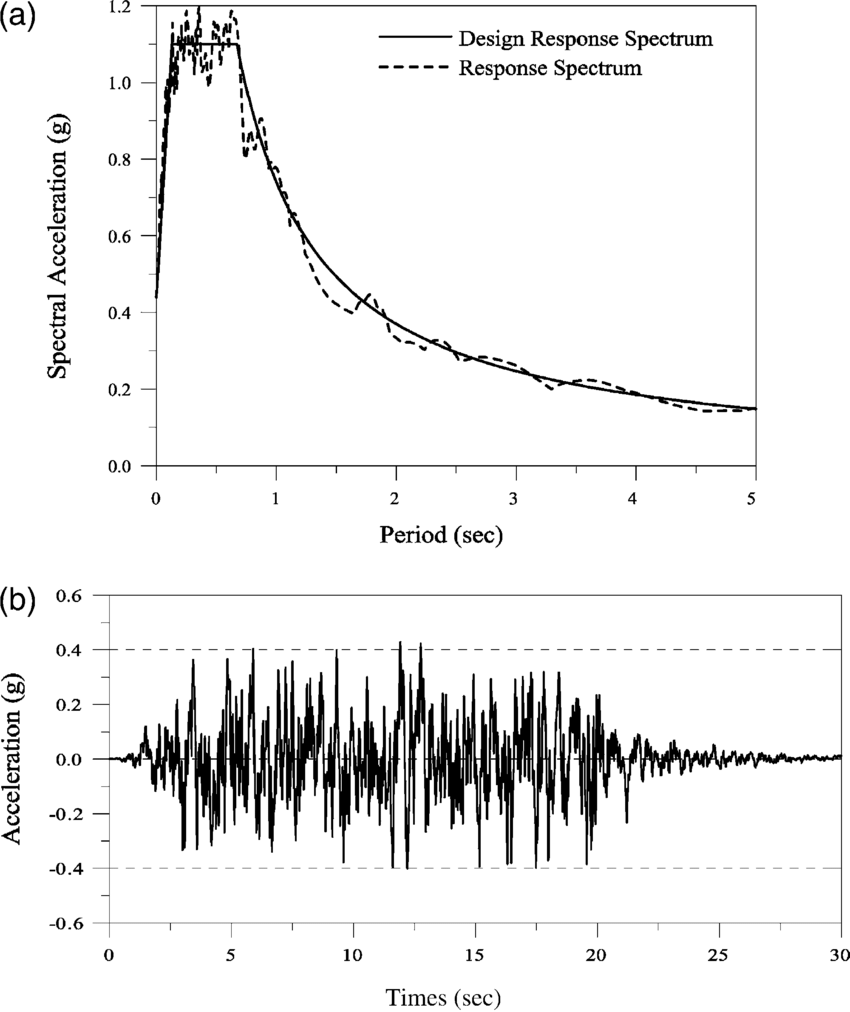 (a)
1.2
1.0
0.8
0.6
0.4
0.2
0.0
Spectral Acceleration (g)
Design Response Spectrum
Response Spectrum
0 1 2 3 4 5
Period (sec)
(b)
0.6
0.4
0.2
0.0
-0.2
-0.4
-0.6
Acceleration (g)
0 5 10 15 20 25 30
Times (sec)